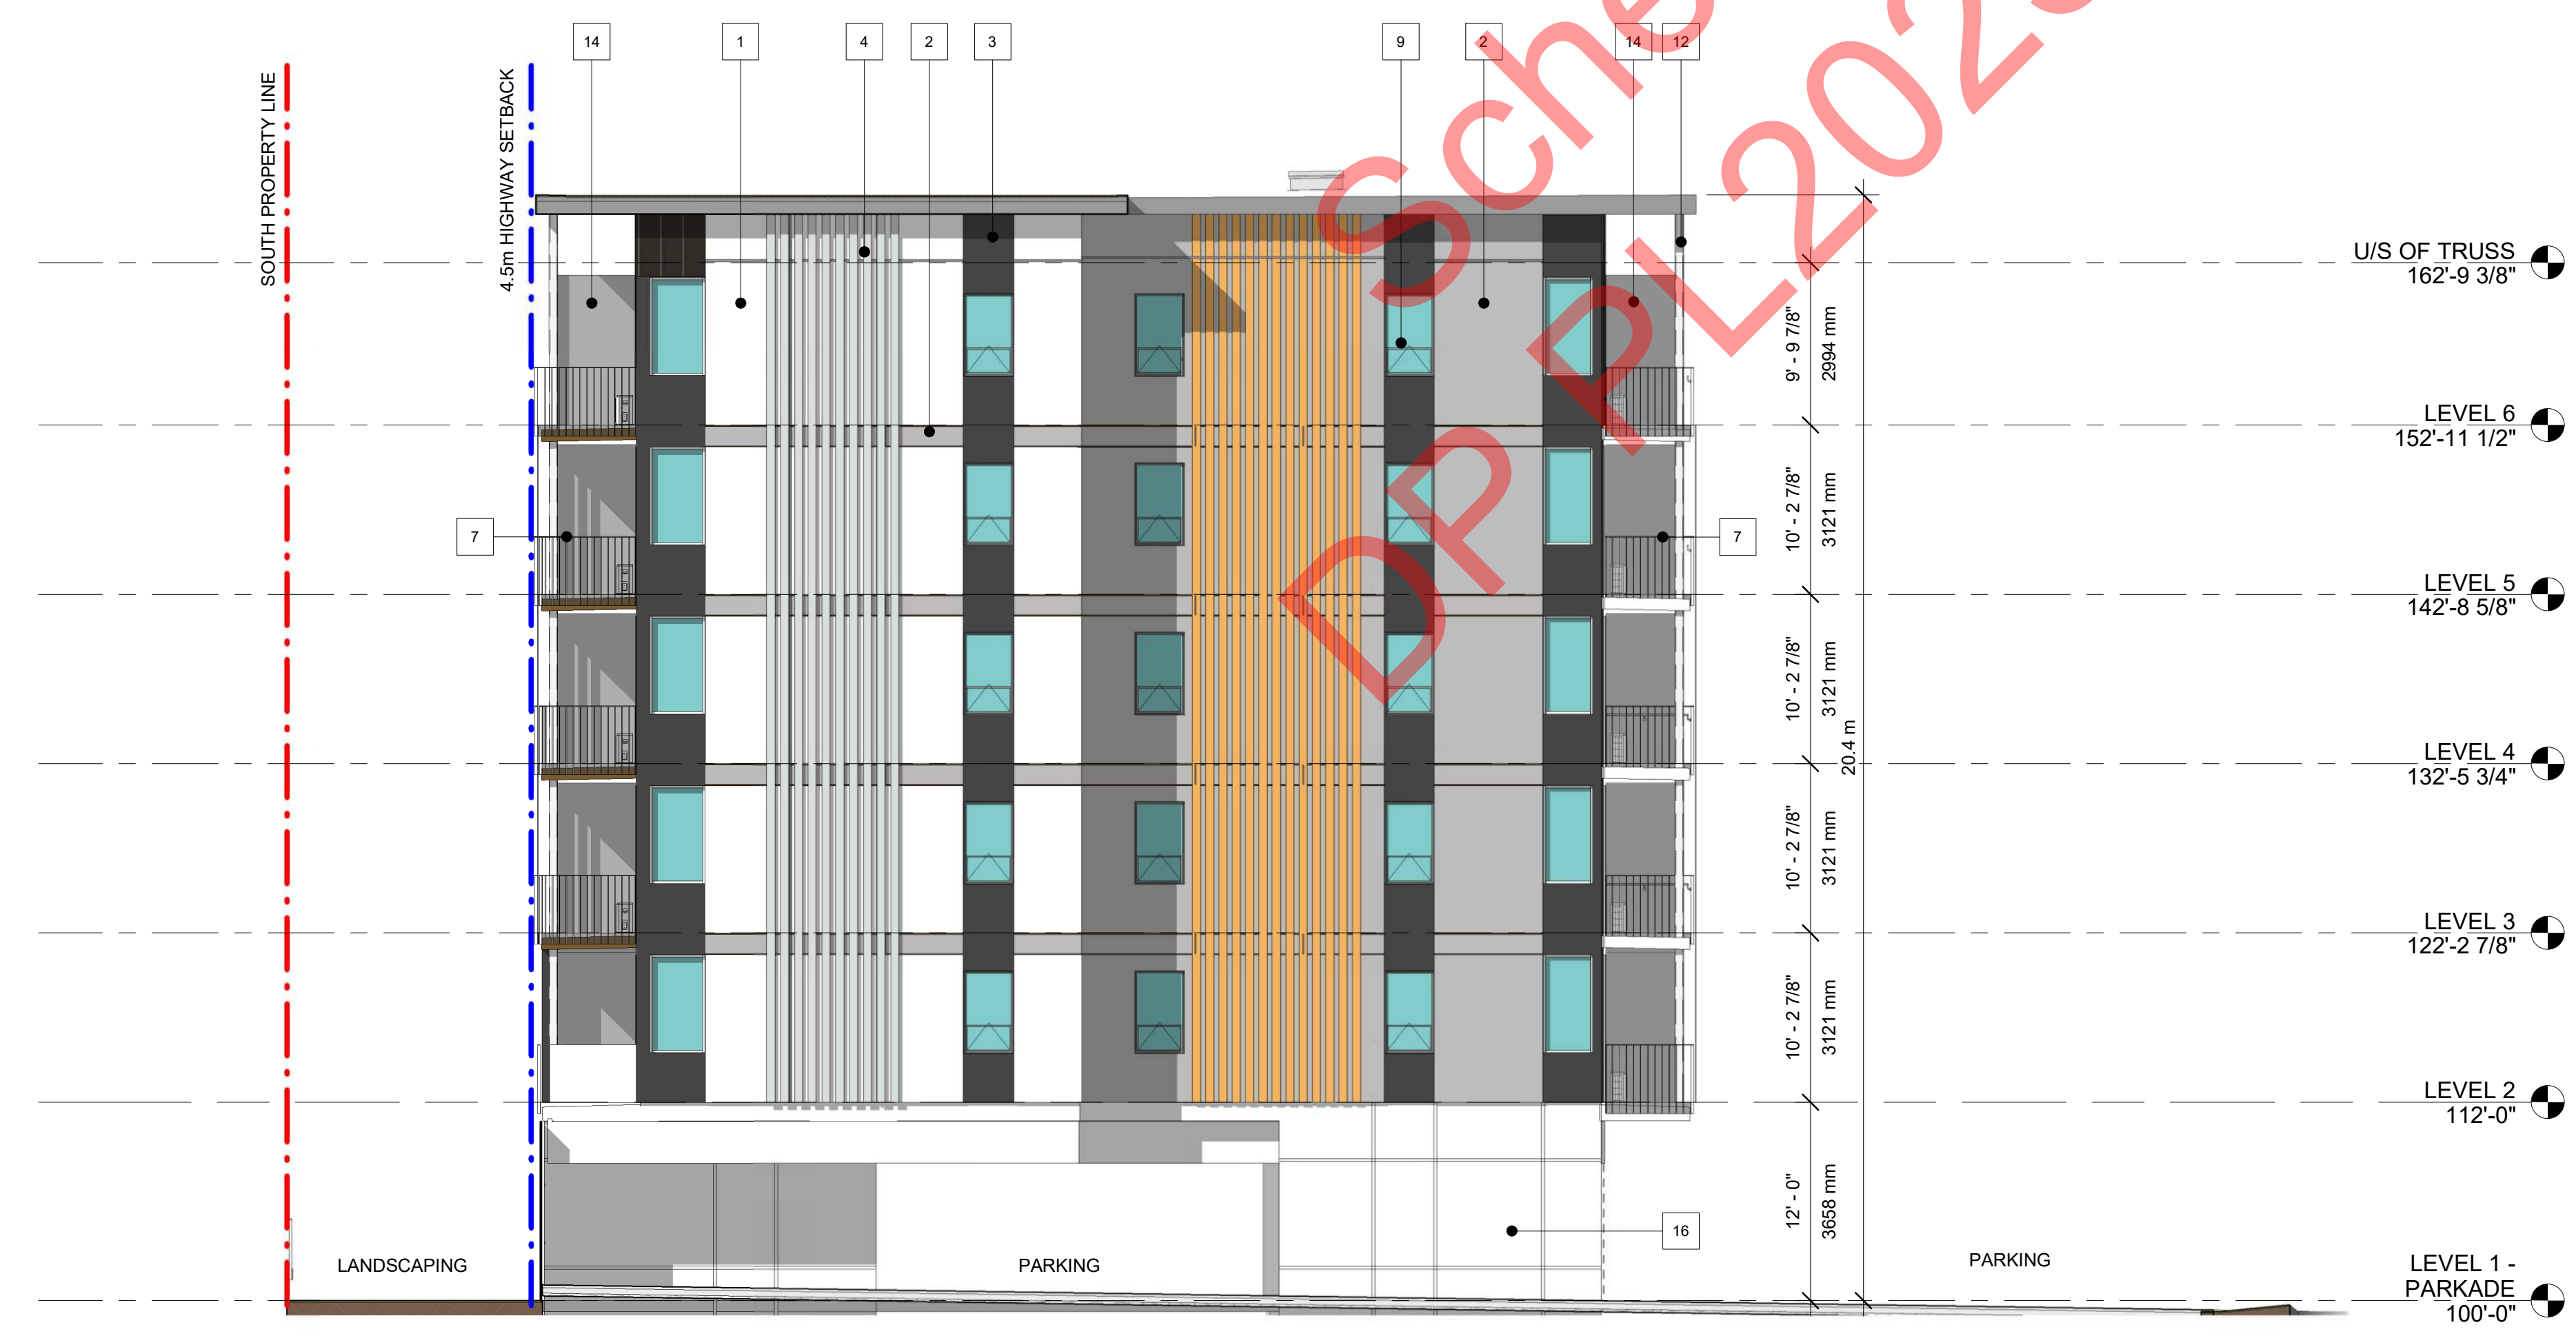 14
1
4
2
3
9
2
14
12
SOUTH PROPERTY LINE
4.5m HIGHWAY SETBACK
Sche
DP PL202
U/S OF TRUSS
162'-9 3/8"
9' - 9 7/8"
2994 mm
LEVEL 6
152'-11 1/2"
7
7
10' - 2 7/8"
3121 mm
LEVEL 5
142'-8 5/8"
10' - 2 7/8"
3121 mm
20.4 m
LEVEL 4
132'-5 3/4"
10' - 2 7/8"
3121 mm
LEVEL 3
122'-2 7/8"
10' - 2 7/8"
3121 mm
LEVEL 2
112'-0"
12' - 0"
3658 mm
16
LANDSCAPING
PARKING
PARKING
LEVEL 1 -
PARKADE
100'-0"